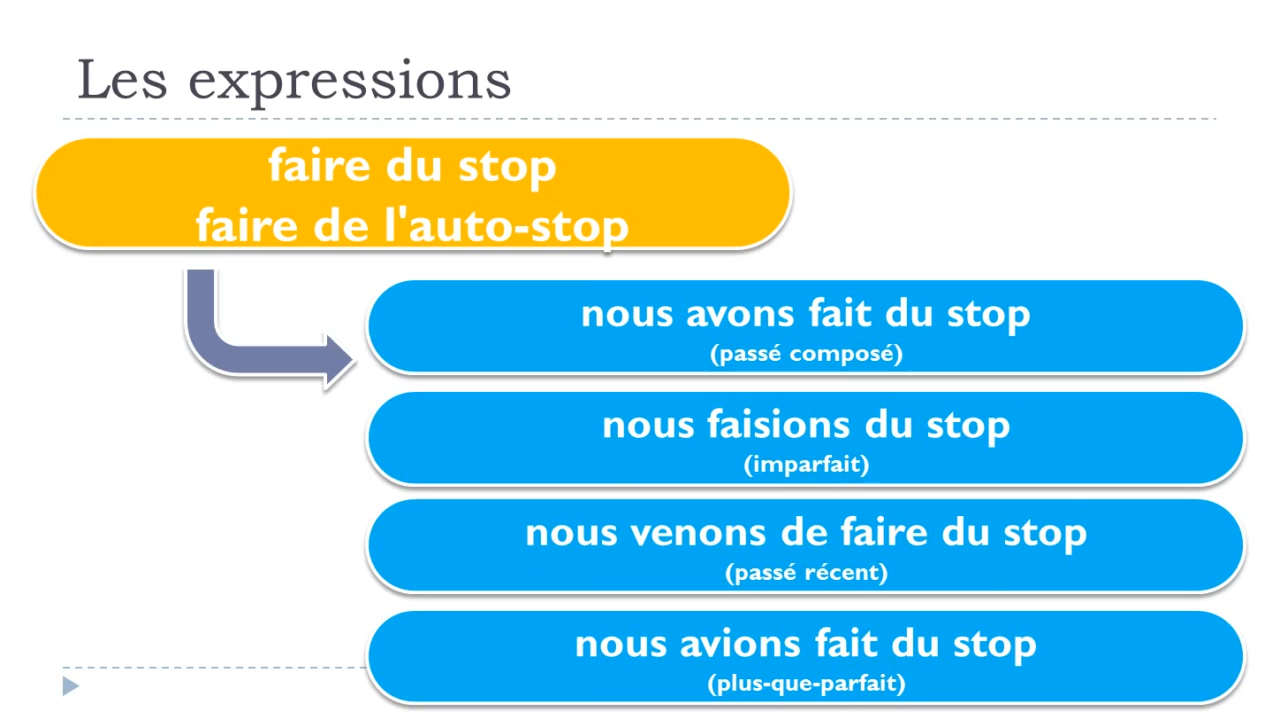 Les expressions
faire du stop
faire de l'auto-stop
nous avons fait du stop
(passé composé)
nous faisions du stop
(imparfait)
nous venons de faire du stop
(passé récent)
nous avions fait du stop
(plus-que-parfait)